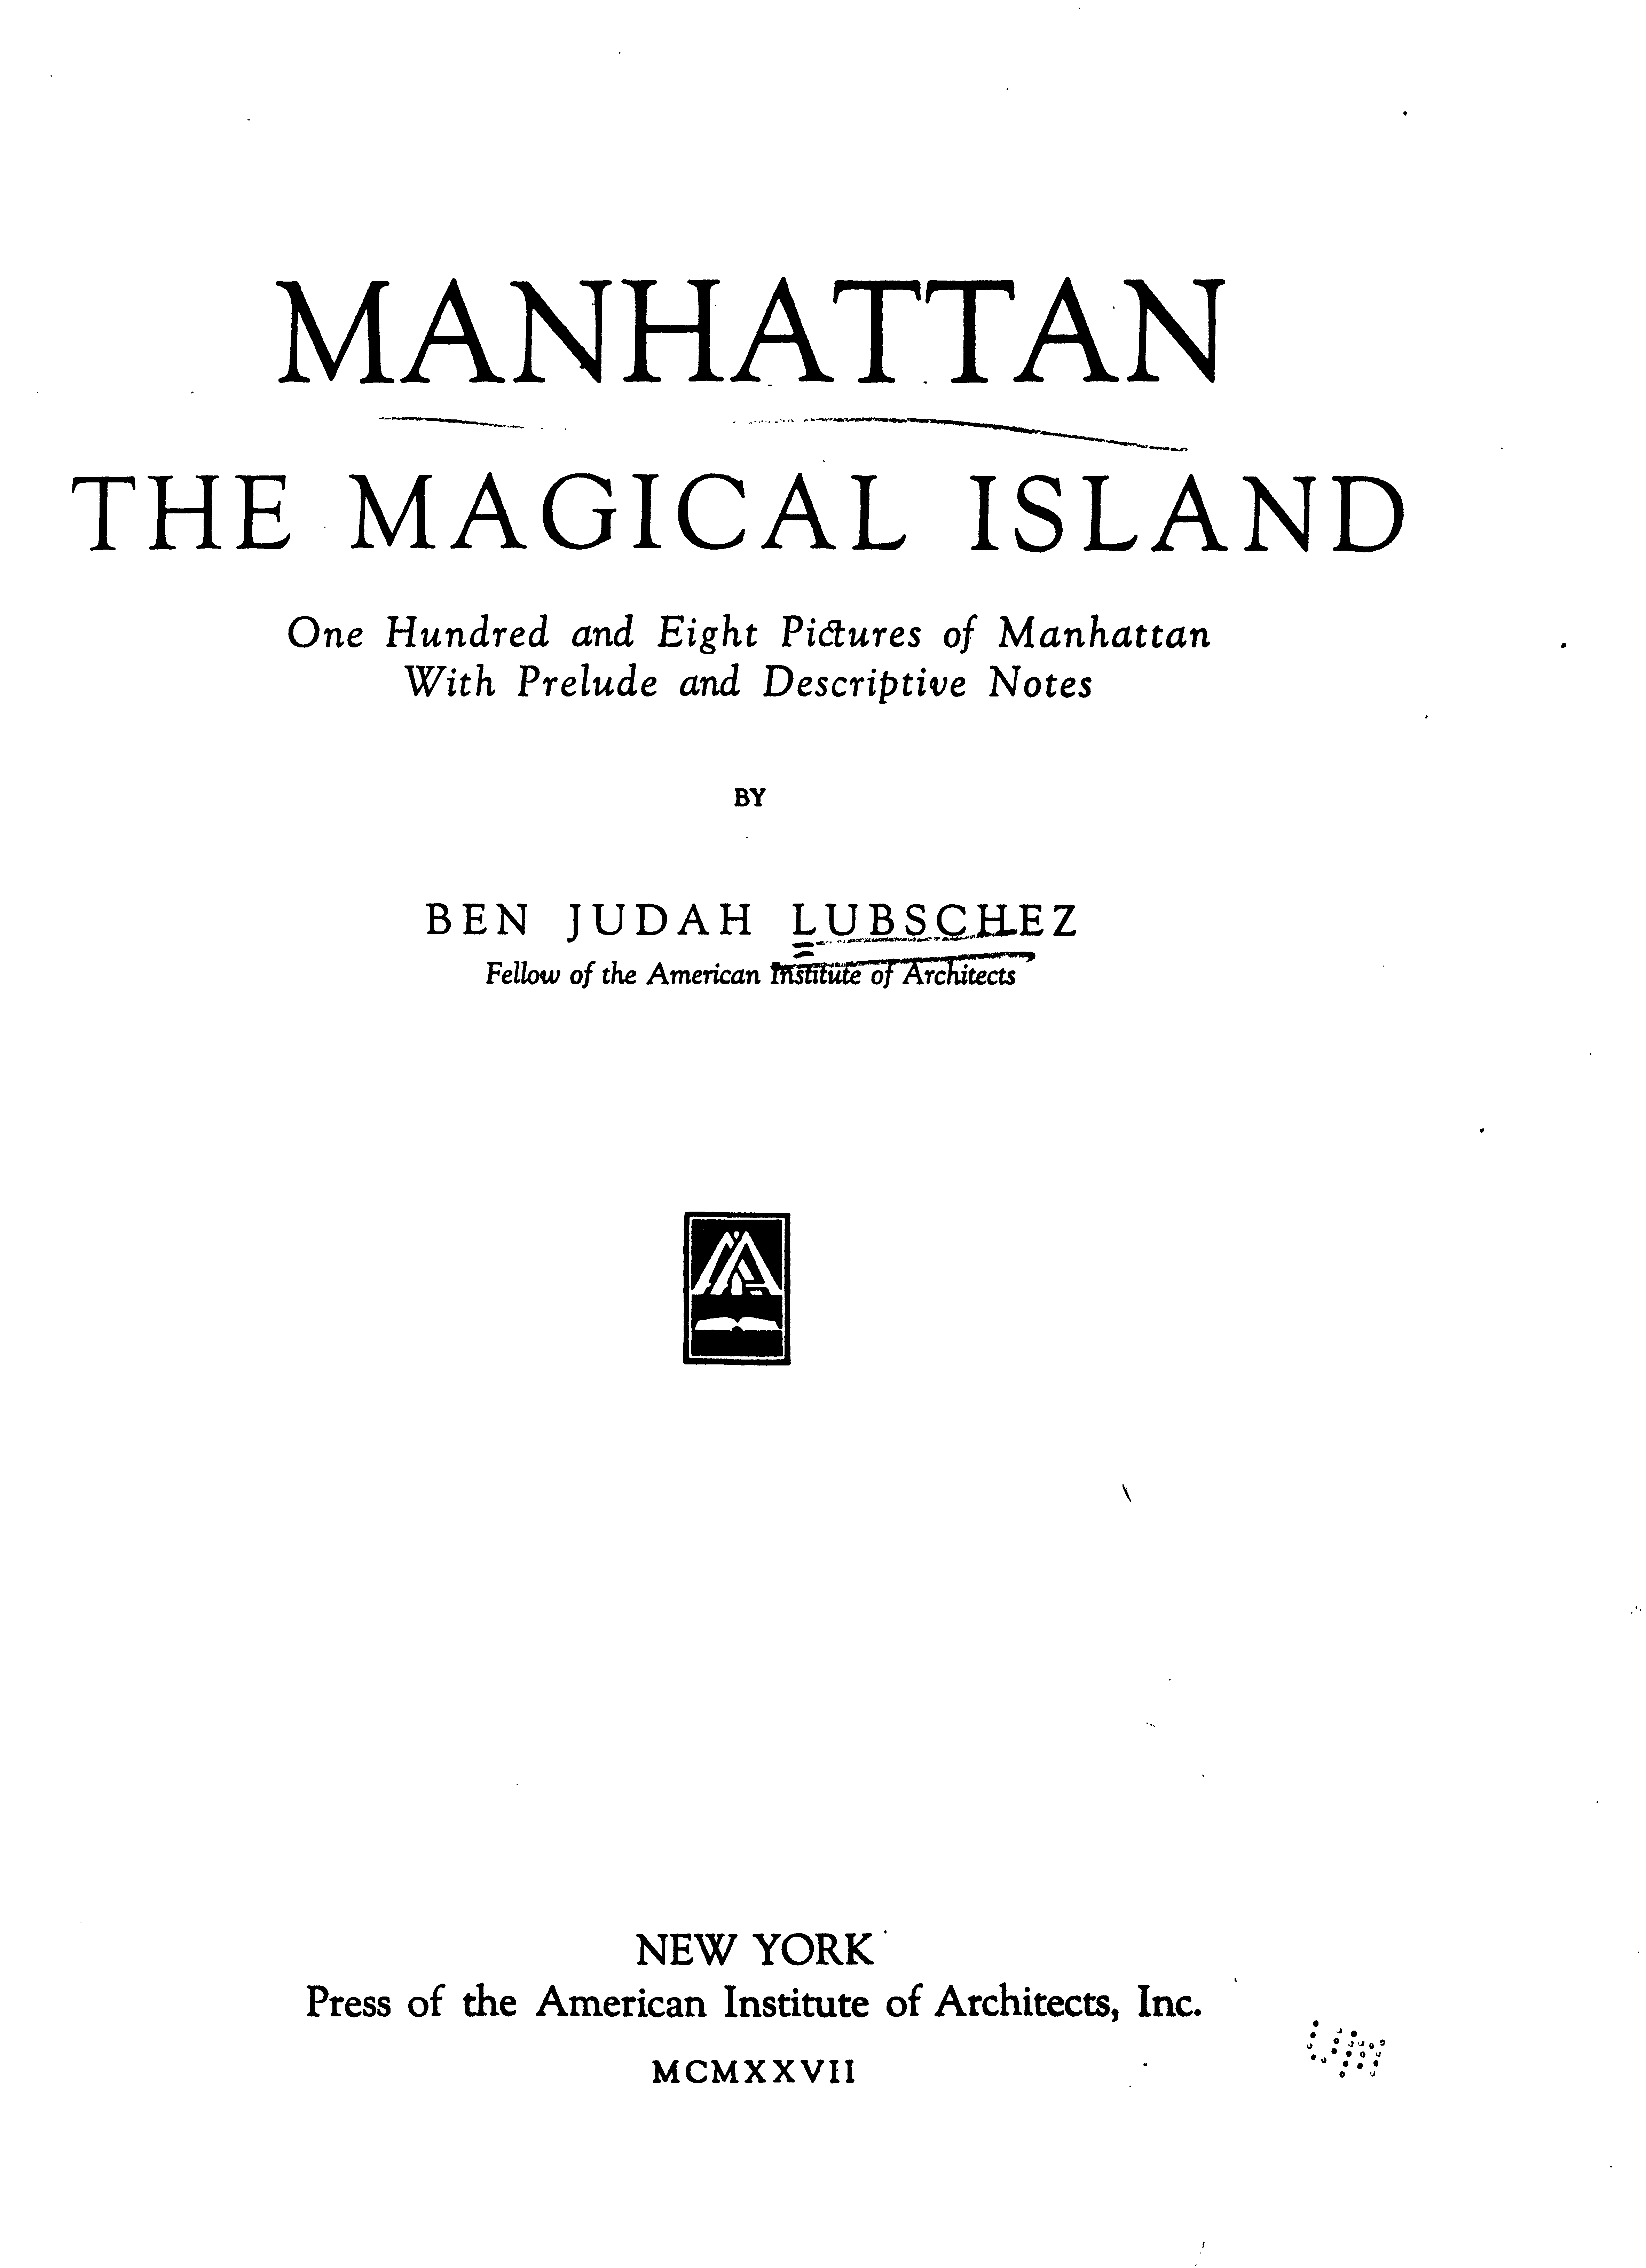 MANHATTAN
THE MAGICAL ISLAND
One Hundred and Eight Pictures of Manhattan
With Prelude and Descriptive Notes
BY
BEN JUDAH LUBSCHEZ
Fellow of the American Institute of Architects
NEW YORK
Press of the American Institute of Architects, Inc.
MCMXXVII